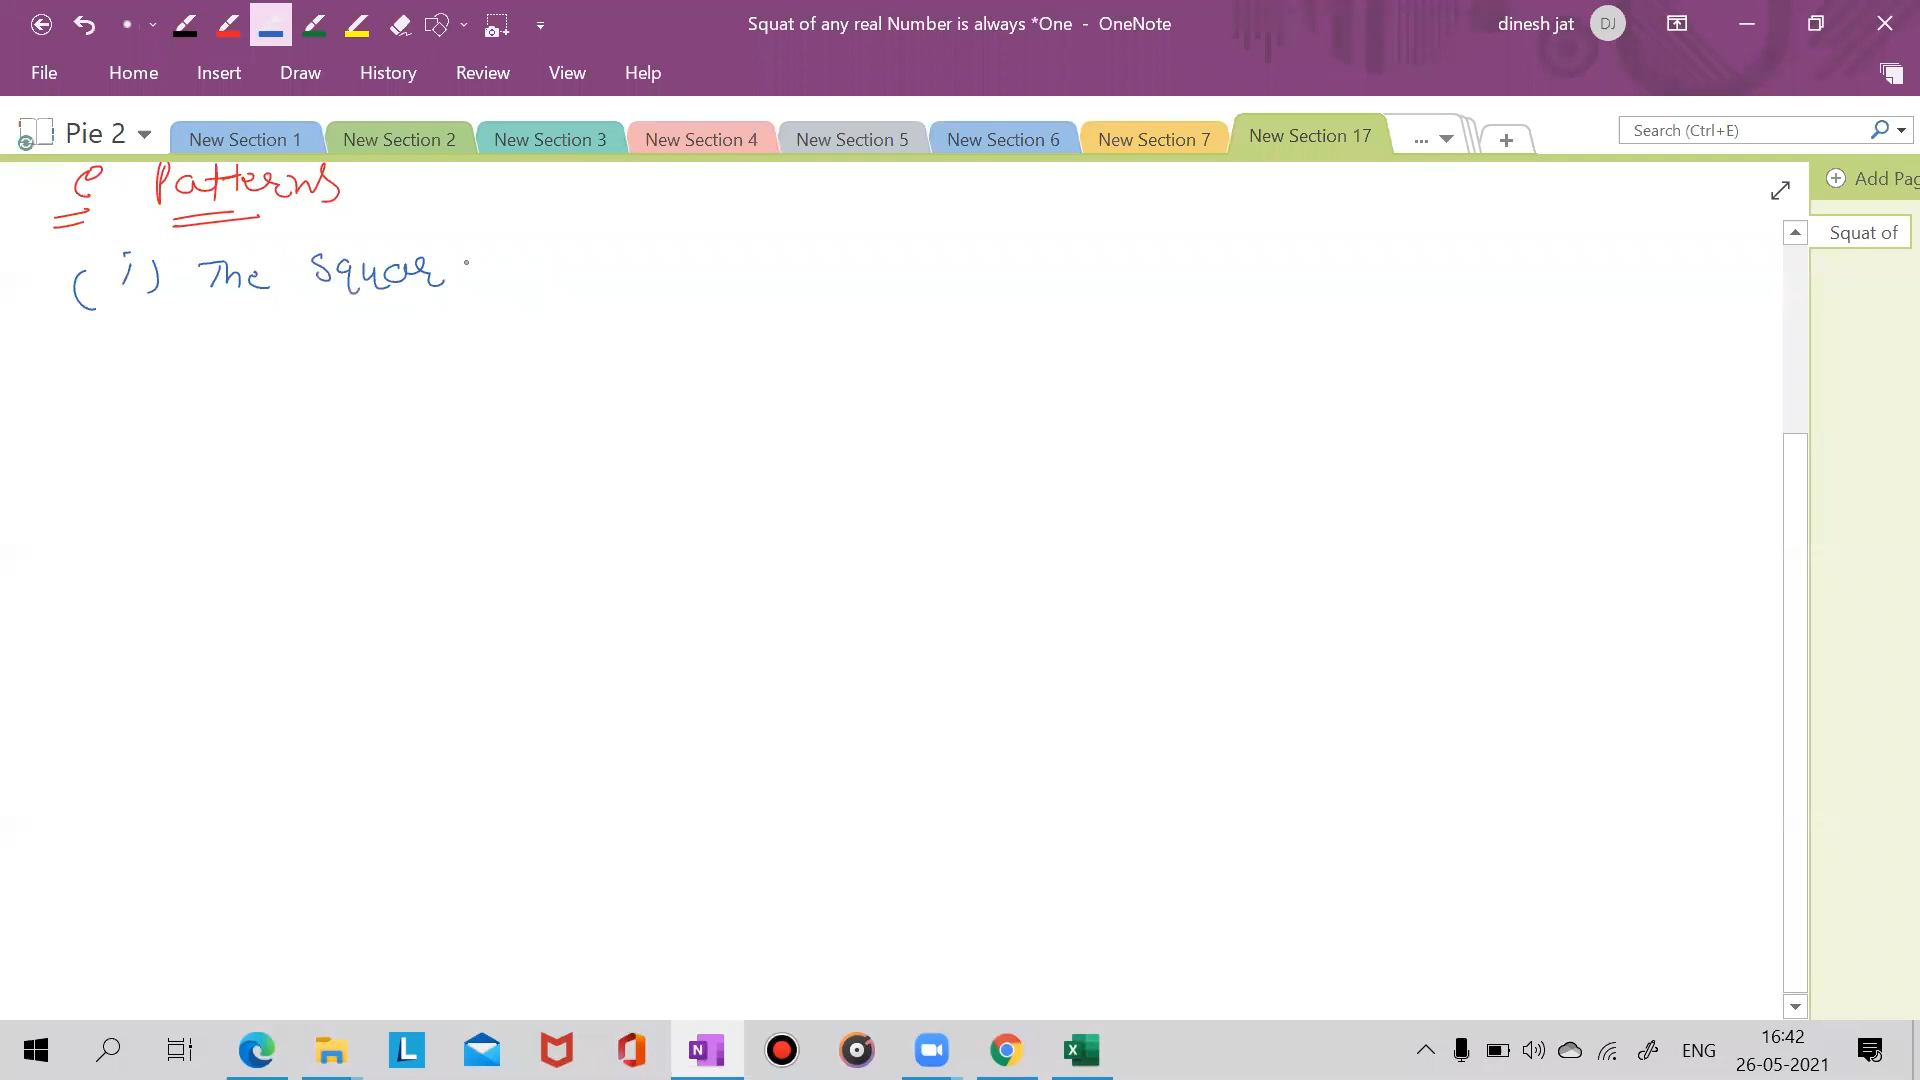 Squat of any real Number is always *One - OneNote
dinesh jat
DJ
File Home Insert Draw History Review View Help
Pie 2
New Section 1
New Section 2
New Section 3
New Section 4
New Section 5
New Section 6
New Section 7
New Section 17
...
Search (Ctrl+E)
e Patterns
Add Pag
Squat of
(i) The Squar
L
N
X
ENG
16:42
26-05-2021